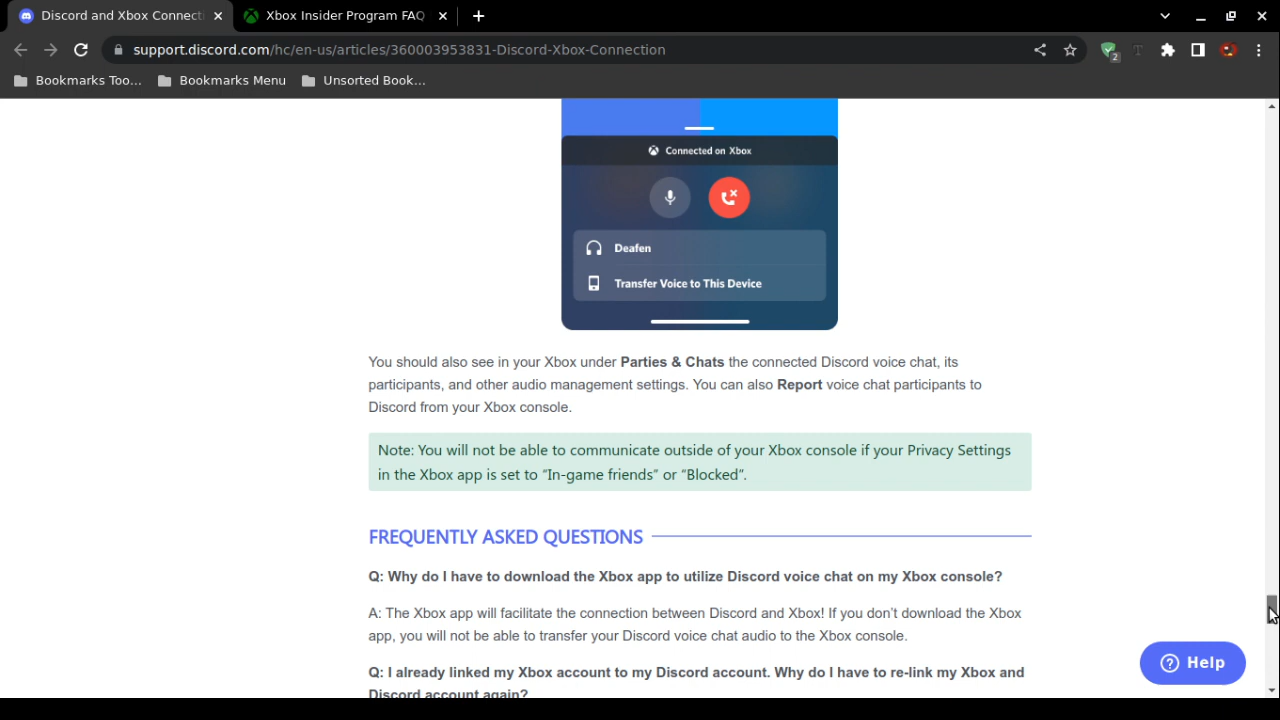 Discord and Xbox Connecti
Xbox Insider Program FAQ
support.discord.com/hc/en-us/articles/360003953831-Discord-Xbox-Connection
2
Bookmarks Too...
Bookmarks Menu
Unsorted Book...
Connected on Xbox
Deafen
Transfer Voice to This Device
You should also see in your Xbox under Parties & Chats the connected Discord voice chat, its
participants, and other audio management settings. You can also Report voice chat participants to
Discord from your Xbox console.
Note: You will not be able to communicate outside of your Xbox console if your Privacy Settings
in the Xbox app is set to “In-game friends” or “Blocked”.
FREQUENTLY ASKED QUESTIONS
Q: Why do I have to download the Xbox app to utilize Discord voice chat on my Xbox console?
A: The Xbox app will facilitate the connection between Discord and Xbox! If you don’t download the Xbox
app, you will not be able to transfer your Discord voice chat audio to the Xbox console.
Q: I already linked my Xbox account to my Discord account. Why do I have to re-link my Xbox and
Discord account again?
Help